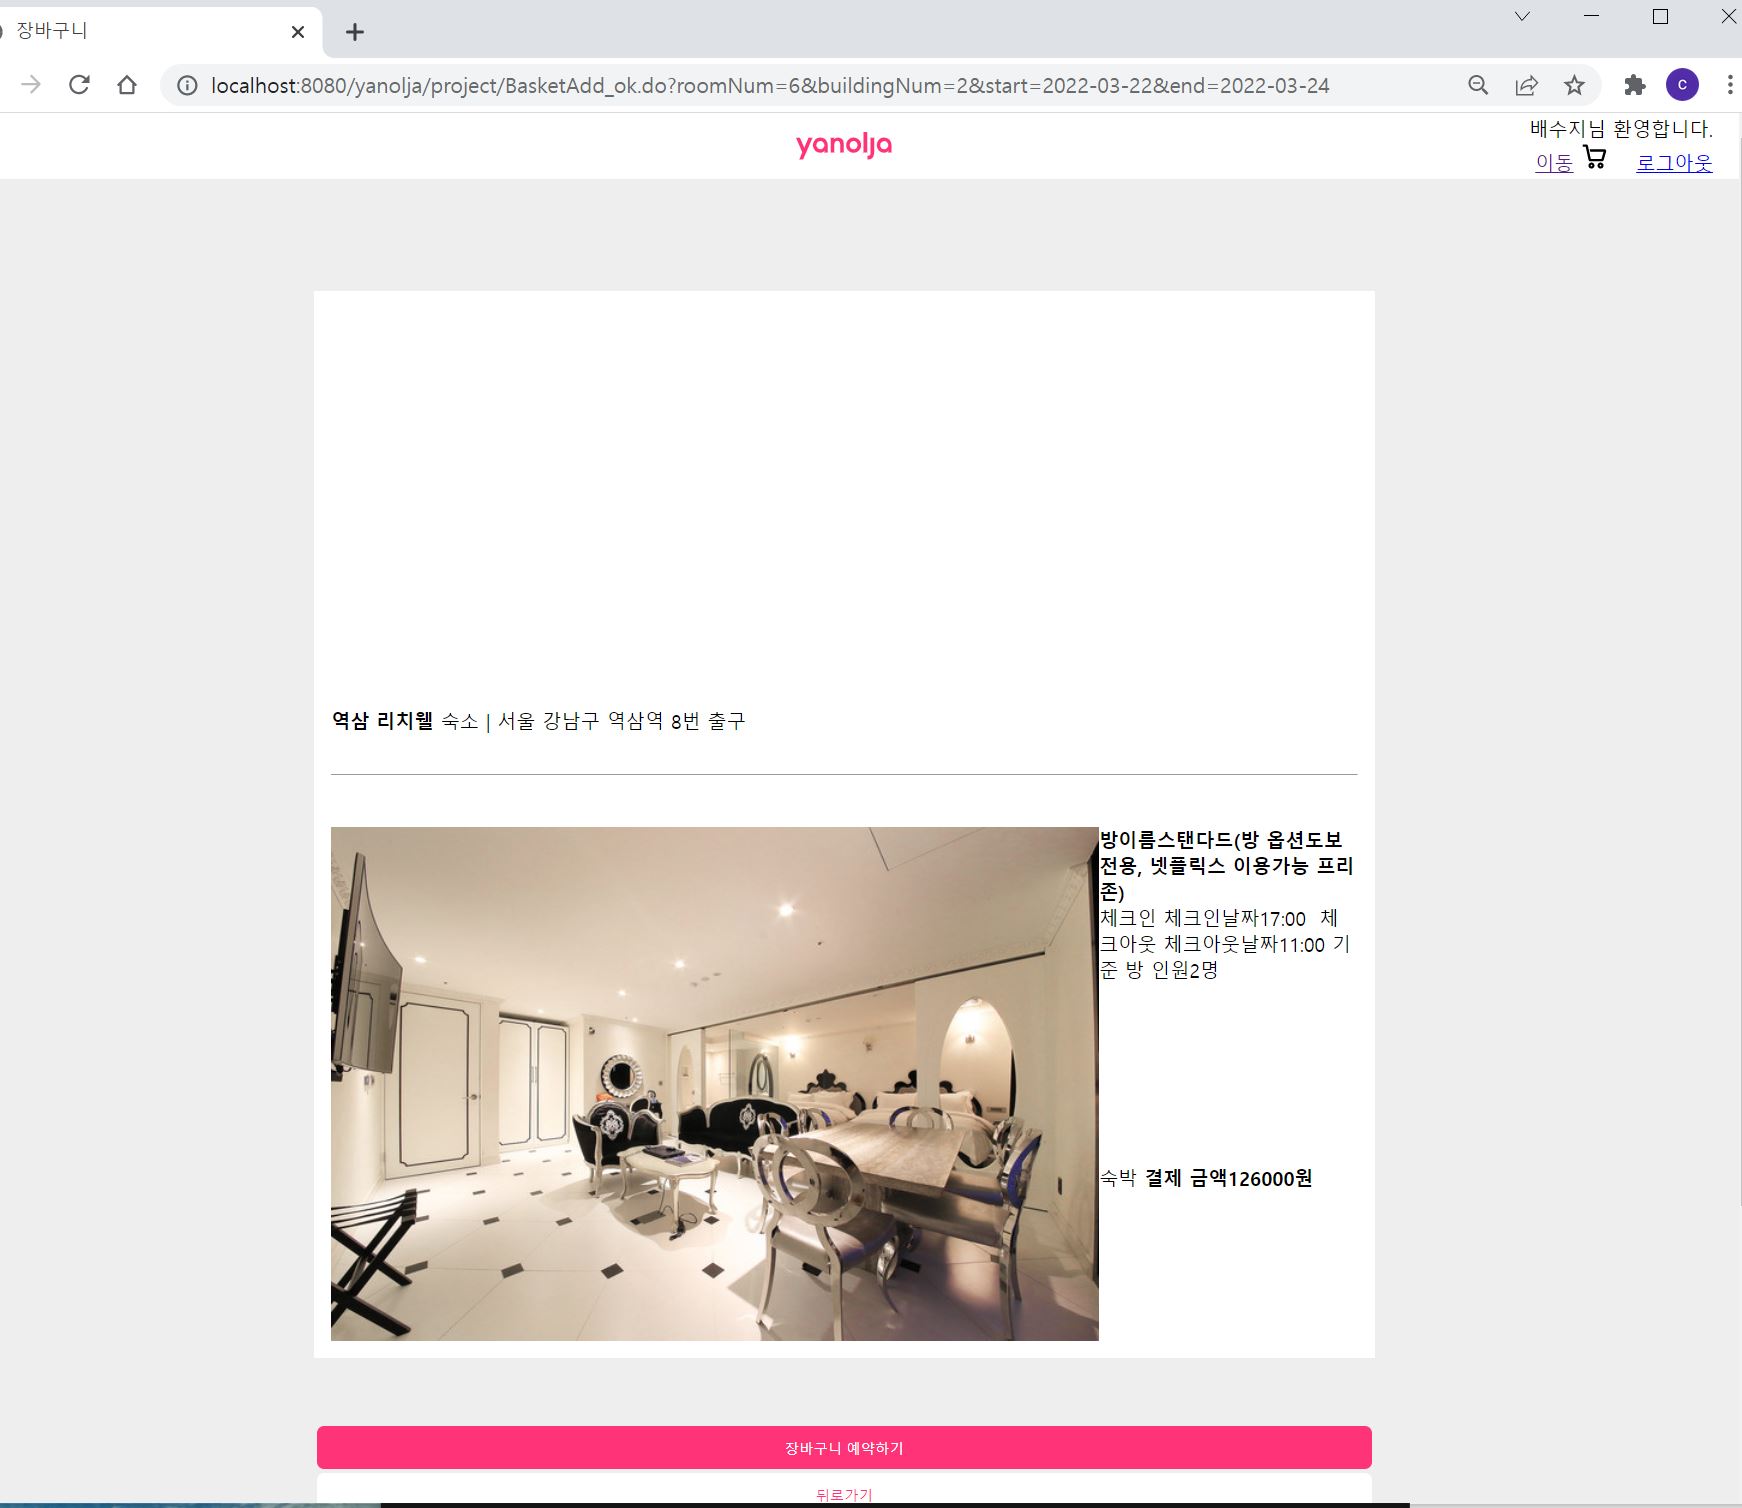 장바구니
localhost:8080/yanolja/project/BasketAdd_ok.do?roomNum=6&buildingNum=2&start=2022-03-22&end=2022-03-24
C
yanolja
배수지님 환영합니다.
이동 로그아웃
역삼 리치웰 숙소 | 서울 강남구 역삼역 8번 출구
방이름스탠다드(방 옵션도보
전용, 넷플릭스 이용가능 프리
존)
체크인 체크인날짜17:00 체
크아웃 체크아웃날짜11:00 기
준 방 인원2명
숙박 결제 금액126000원
장바구니 예약하기
뒤로가기